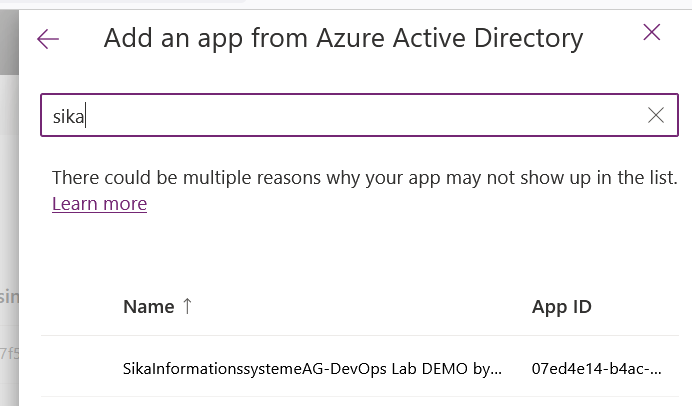 Add an app from Azure Active Directory
sika
There could be multiple reasons why your app may not show up in the list.
Learn more
Name ↑ App ID
SikaInformationssystemeAG-DevOps Lab DEMO by... 07ed4e14-b4ac-...